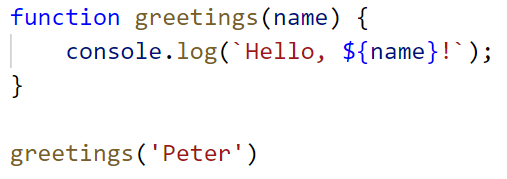 function greetings(name) {
    console.log(`Hello, ${name}!`);
}

greetings('Peter')